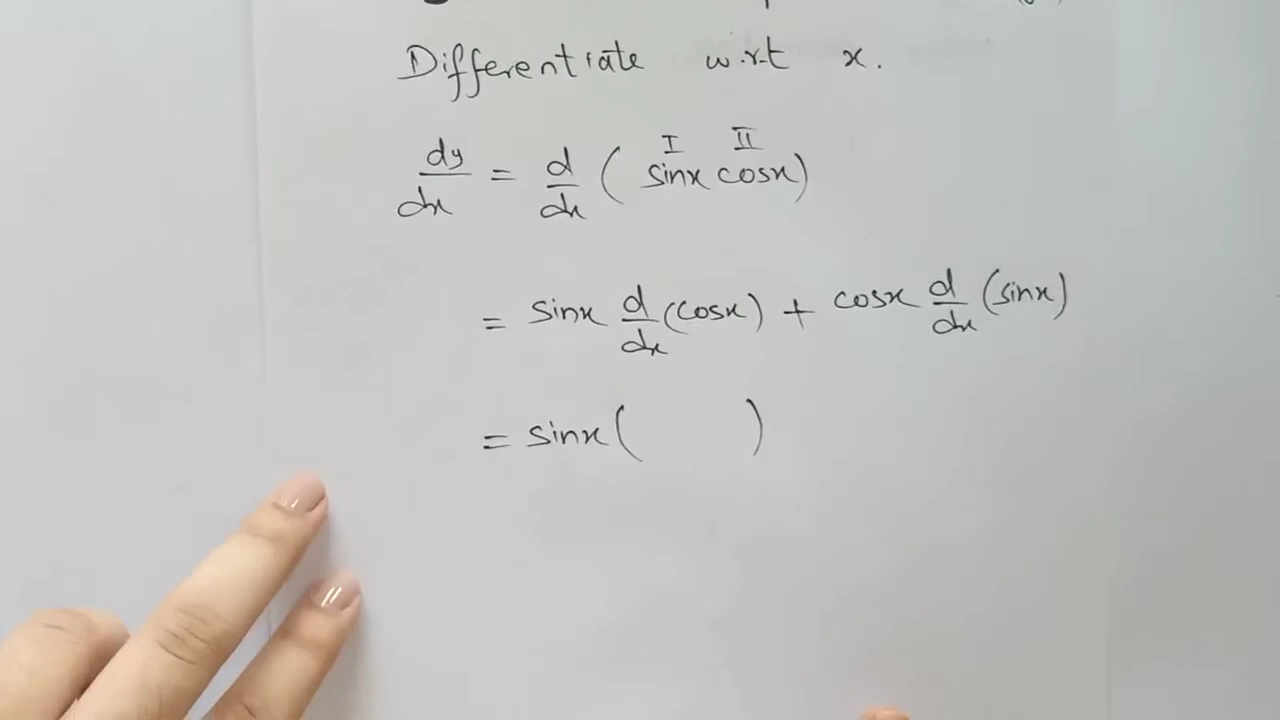 Differentiate w.r.t x.
dy/dx = d/dx ( sinx cosx)
I II
= sinx d/dx (cosx) + cosx d/dx (sinx)
= sinx ( )